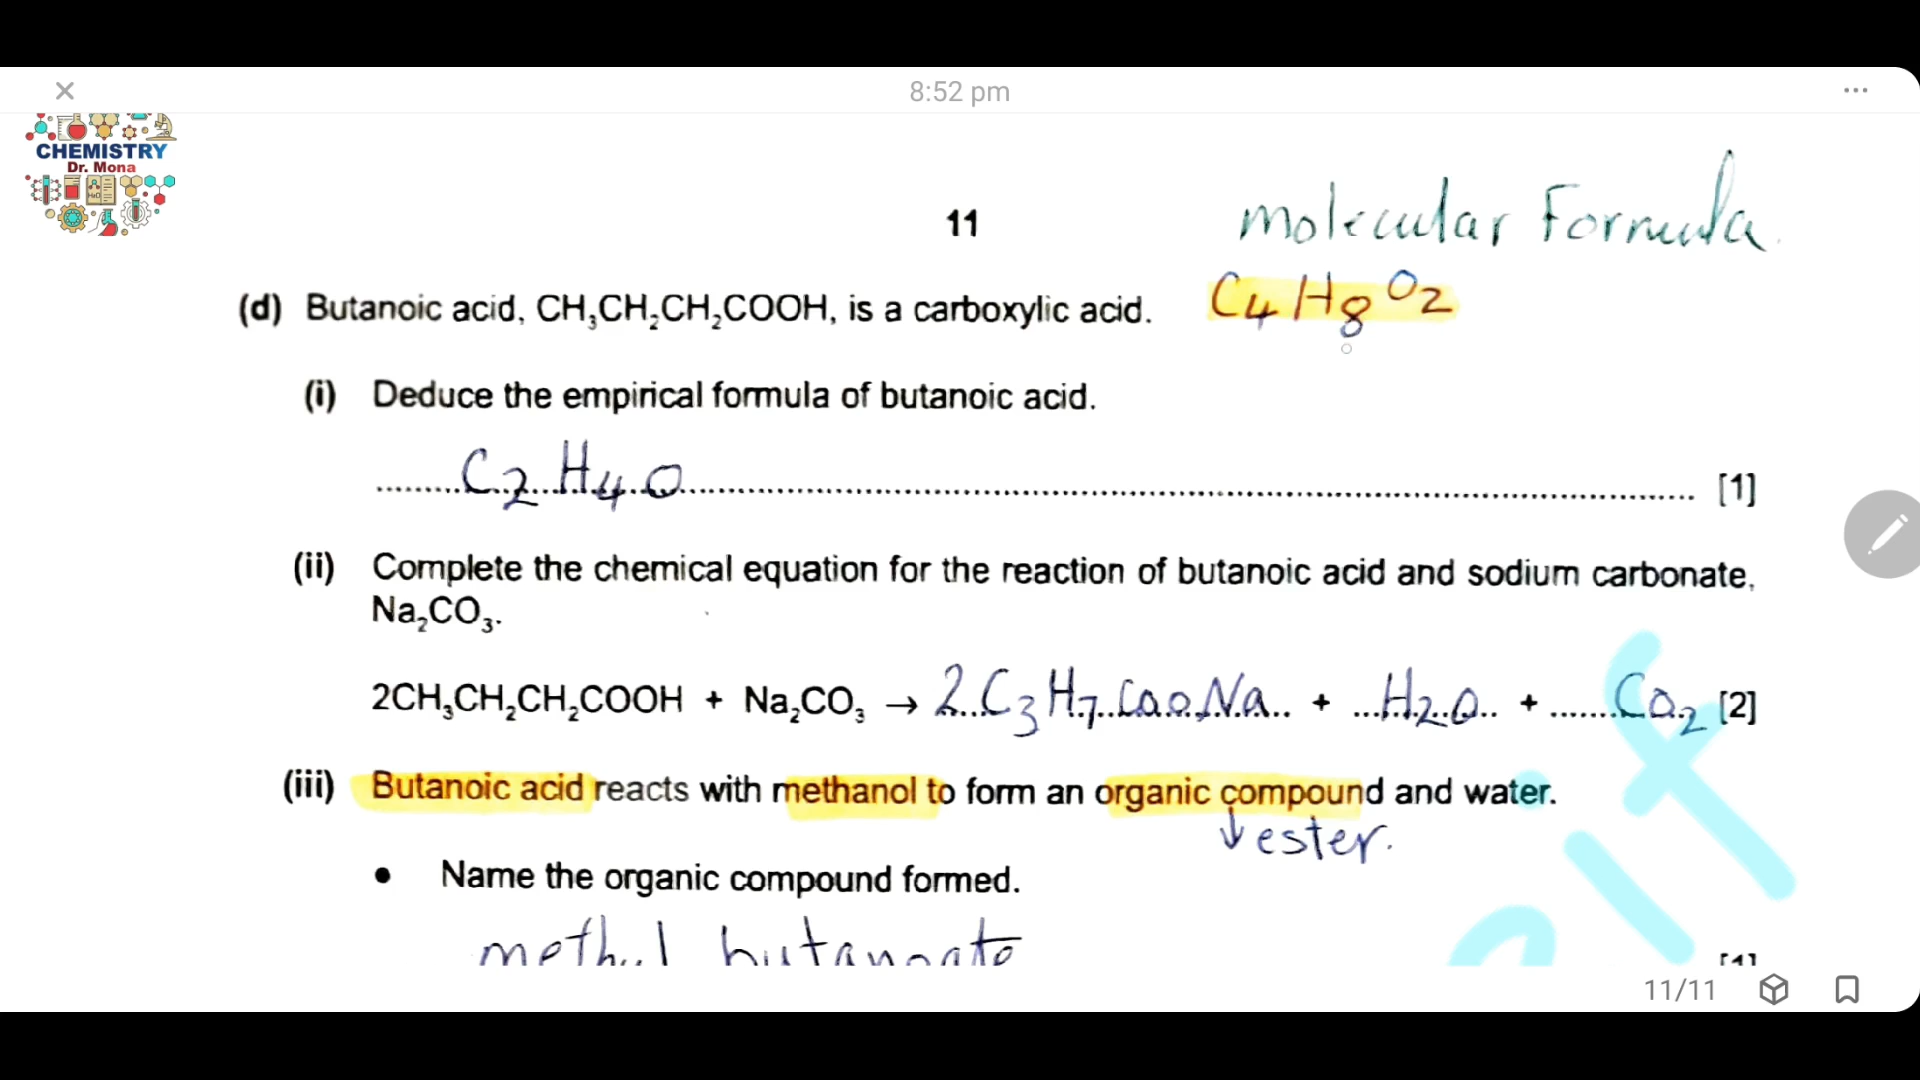 8:52 pm
CHEMISTRY
Dr. Mona
11
Molecular Formula.
(d) Butanoic acid, CH₃CH₂CH₂COOH, is a carboxylic acid. C₄H₈O₂
(i) Deduce the empirical formula of butanoic acid.
C₂H₄O [1]
(ii) Complete the chemical equation for the reaction of butanoic acid and sodium carbonate,
Na₂CO₃.
2CH₃CH₂CH₂COOH + Na₂CO₃ → 2C₃H₇COONa + H₂O + CO₂ [2]
(iii) Butanoic acid reacts with methanol to form an organic compound and water.
↓ ester.
• Name the organic compound formed.
methyl butanoate
[1]
11/11